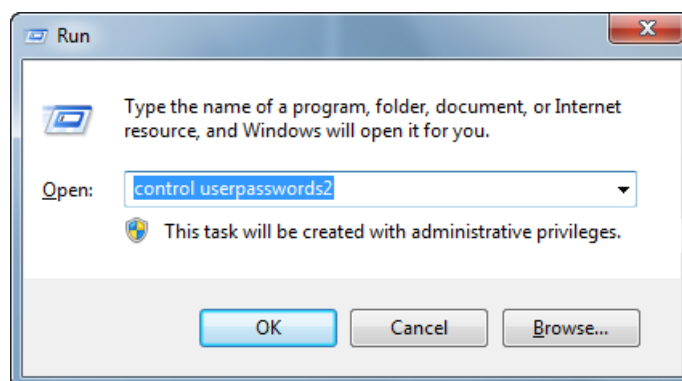 Run
Type the name of a program, folder, document, or Internet
resource, and Windows will open it for you.
Open: control userpasswords2
This task will be created with administrative privileges.
OK Cancel Browse...